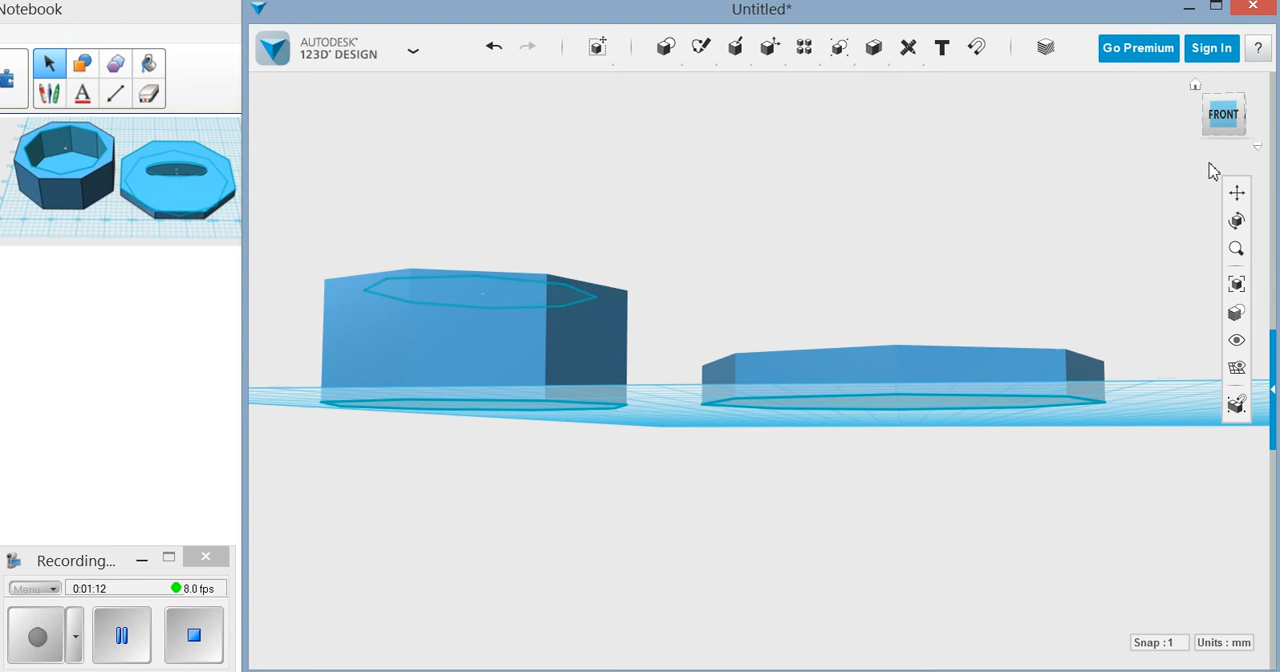 Notebook
Untitled*
AUTODESK®
123D® DESIGN
Go Premium
Sign In
?
A
T
FRONT
Recording...
Menu
0:01:12
8.0 fps
Snap : 1
Units : mm